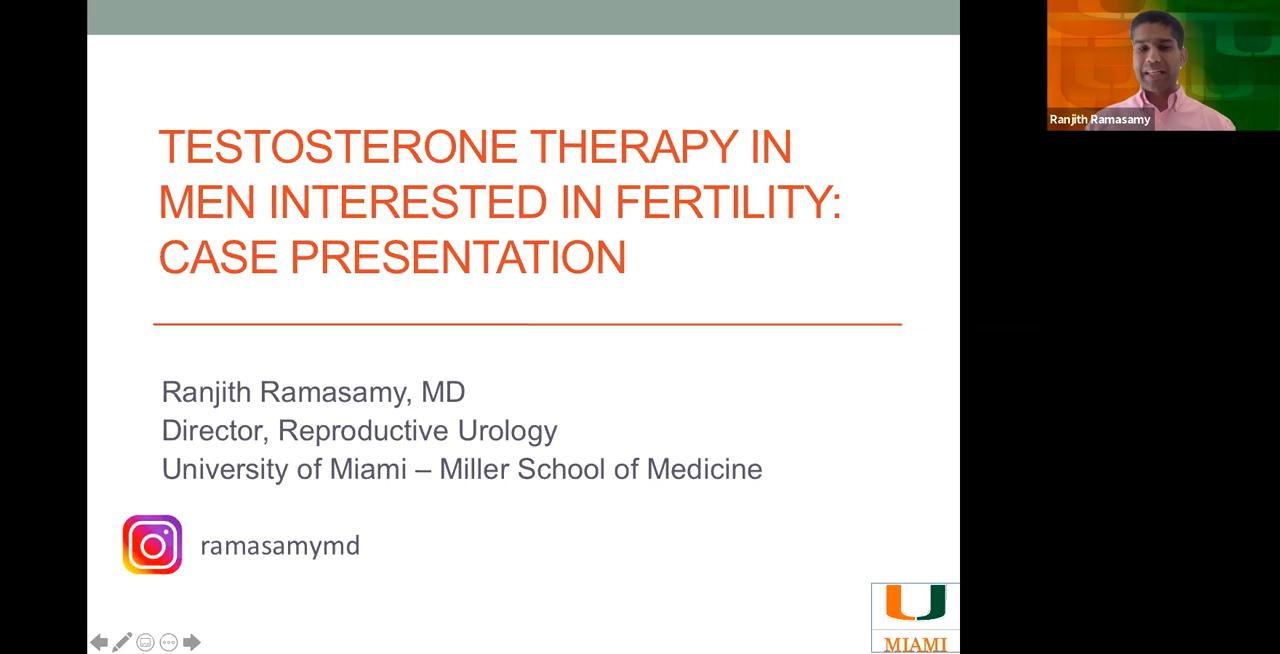 TESTOSTERONE THERAPY IN
MEN INTERESTED IN FERTILITY:
CASE PRESENTATION
Ranjith Ramasamy, MD
Director, Reproductive Urology
University of Miami – Miller School of Medicine
ramasamymd
MIAMI
Ranjith Ramasamy